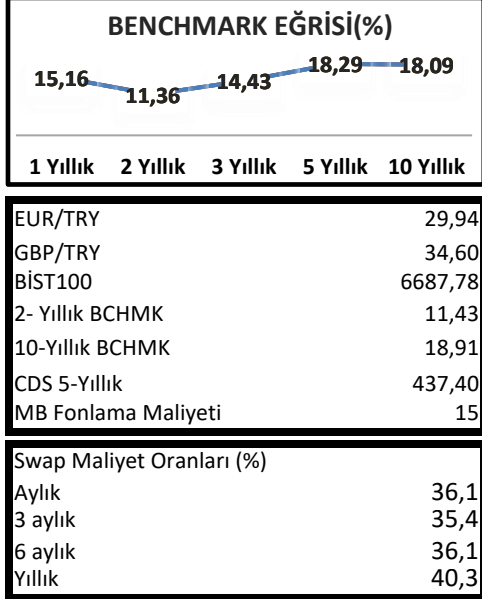 BENCHMARK EĞRİSİ(%)
15,16 11,36 14,43 18,29 18,09
1 Yıllık 2 Yıllık 3 Yıllık 5 Yıllık 10 Yıllık
EUR/TRY 29,94
GBP/TRY 34,60
BİST100 6687,78
2- Yıllık BCHMK 11,43
10-Yıllık BCHMK 18,91
CDS 5-Yıllık 437,40
MB Fonlama Maliyeti 15
Swap Maliyet Oranları (%)
Aylık 36,1
3 aylık 35,4
6 aylık 36,1
Yıllık 40,3